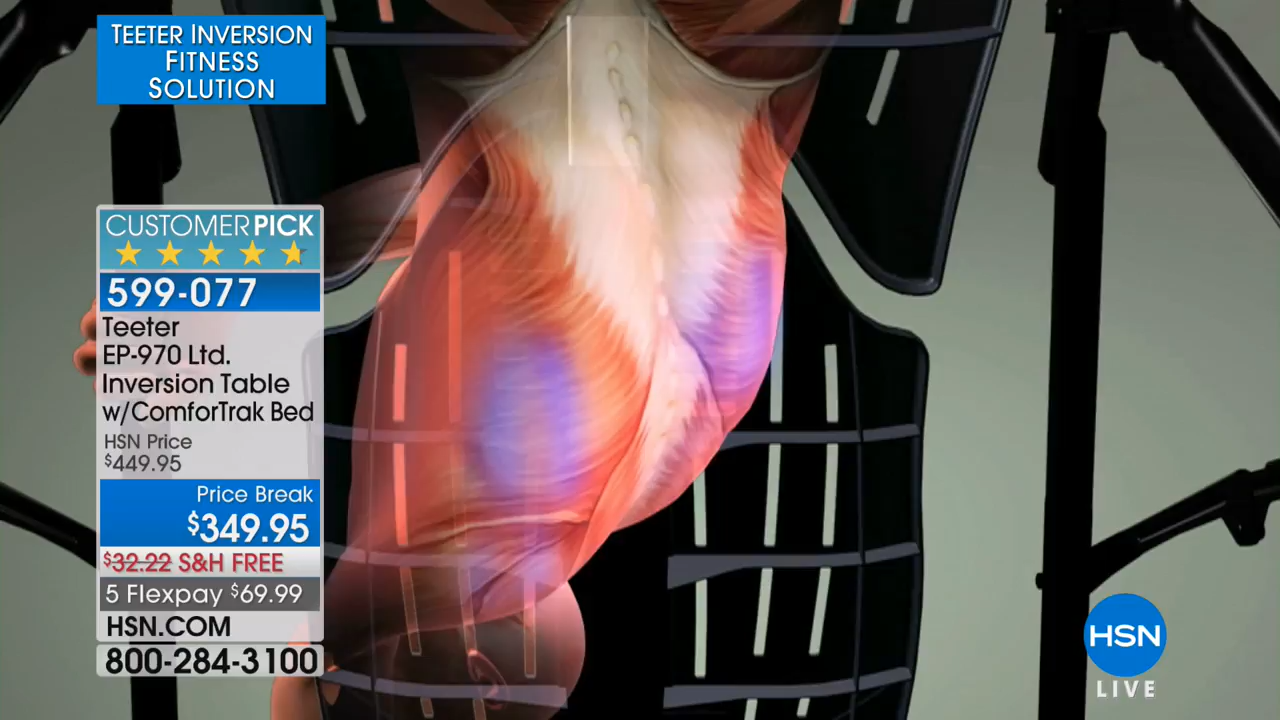 TEETER INVERSION
FITNESS
SOLUTION
CUSTOMER PICK
599-077
Teeter
EP-970 Ltd.
Inversion Table
w/ComforTrak Bed
HSN Price
$449.95
Price Break
$349.95
$32.22 S&H FREE
5 Flexpay $69.99
HSN.COM
800-284-3100
HSN
LIVE